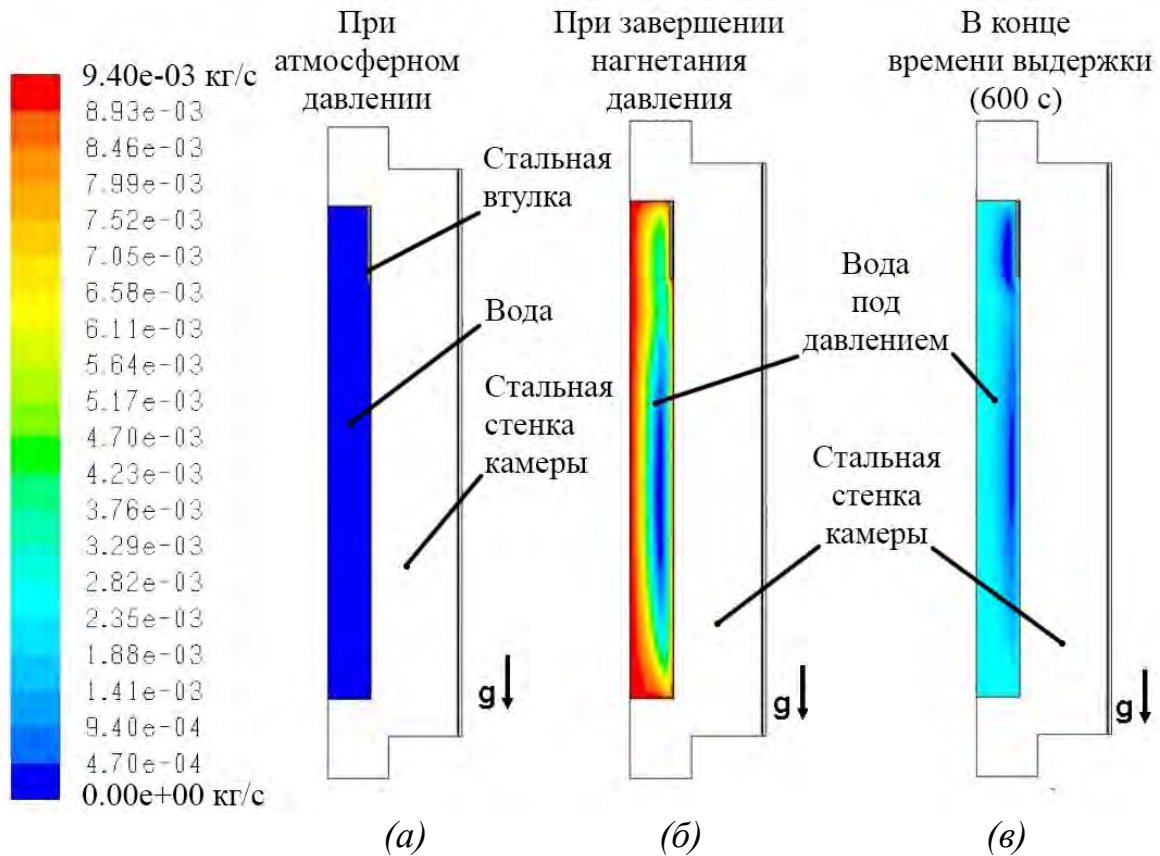 При
атмосферном
давлении
При завершении
нагнетания
давления
В конце
времени выдержки
(600 с)
9.40e-03 кг/с
8.93e-03
8.46e-03
7.99e-03
7.52e-03
7.05e-03
6.58e-03
6.11e-03
5.64e-03
5.17e-03
4.70e-03
4.23e-03
3.76e-03
3.29e-03
2.82e-03
2.35e-03
1.88e-03
1.41e-03
9.40e-04
4.70e-04
0.00e+00 кг/с
Стальная
втулка
Вода
Стальная
стенка
камеры
Вода
под
давлением
Стальная
стенка
камеры
g
g
g
(а)
(б)
(в)